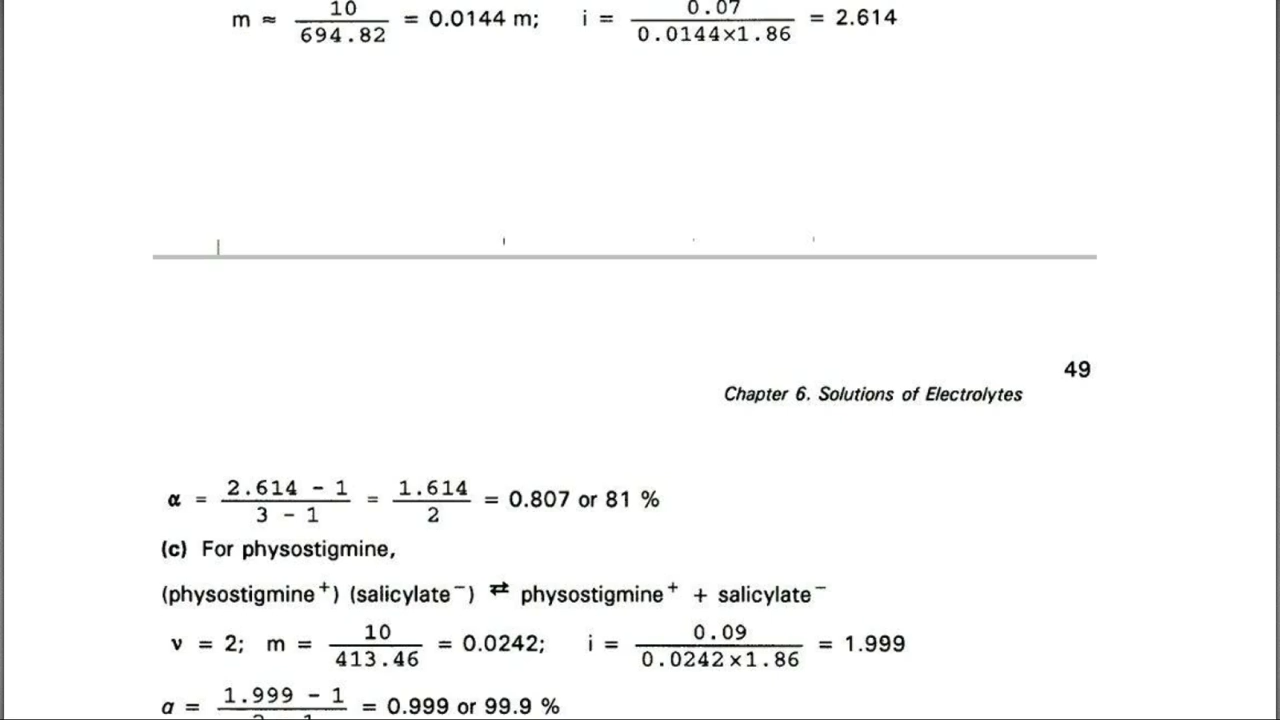 m ≈ 10/694.82 = 0.0144 m; i = 0.07/0.0144×1.86 = 2.614
49
Chapter 6. Solutions of Electrolytes
α = 2.614 - 1/3 - 1 = 1.614/2 = 0.807 or 81 %
(c) For physostigmine,
(physostigmine⁺) (salicylate⁻) ⇄ physostigmine⁺ + salicylate⁻
ν = 2; m = 10/413.46 = 0.0242; i = 0.09/0.0242×1.86 = 1.999
α = 1.999 - 1/2 - 1 = 0.999 or 99.9 %